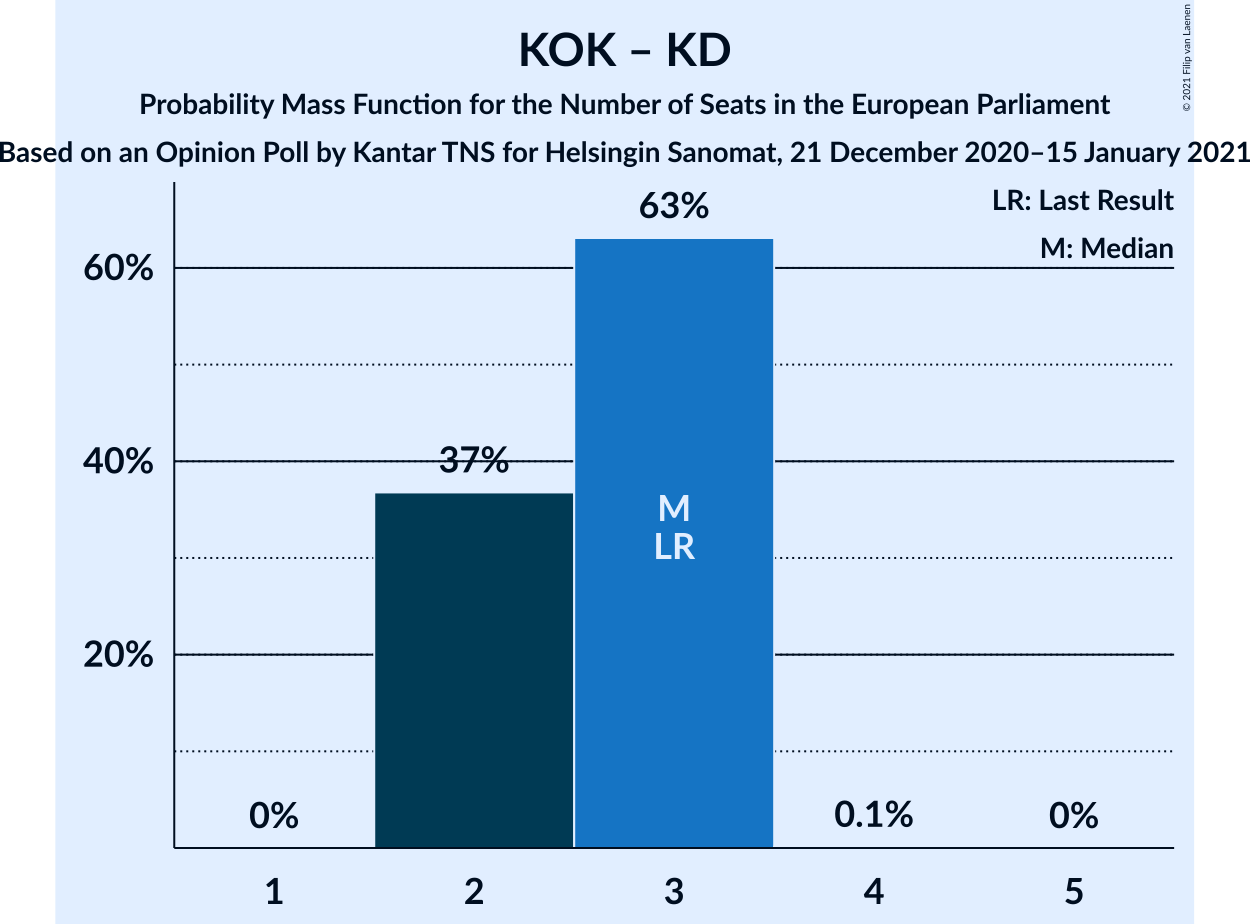 KOK – KD
Probability Mass Function for the Number of Seats in the European Parliament
Based on an Opinion Poll by Kantar TNS for Helsingin Sanomat, 21 December 2020–15 January 2021
© 2021 Filip van Laenen
LR: Last Result
M: Median
63%
60%
40%
37%
M
LR
20%
0%
0.1%
0%
1
2
3
4
5